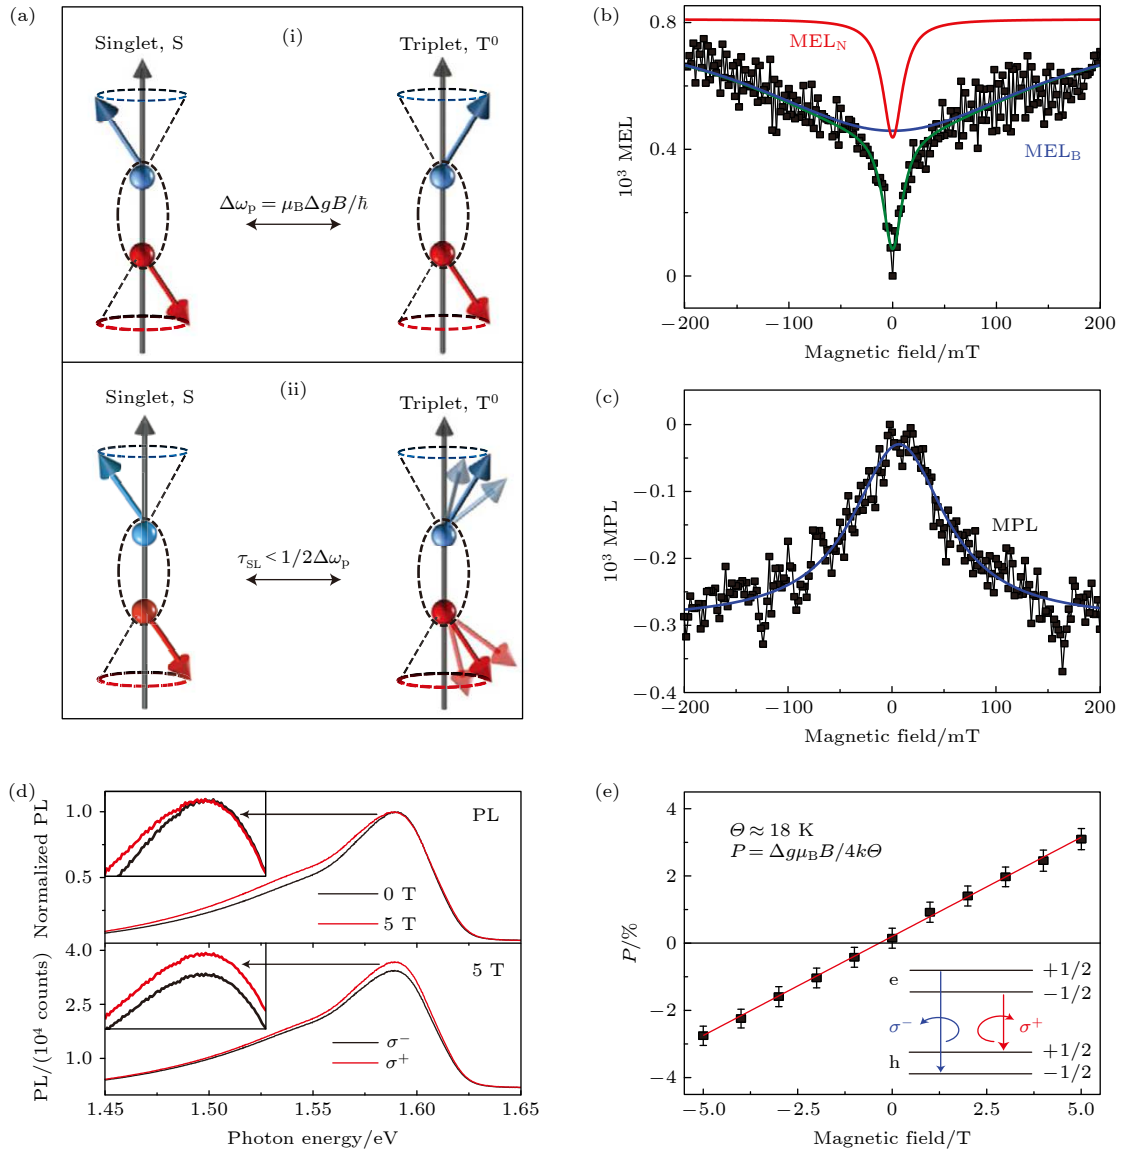 (a)
(i)
Singlet, S
Triplet, T⁰
Δω_p = μ_BΔgB/ħ
(ii)
Singlet, S
Triplet, T⁰
τ_SL < 1/2Δω_p
(b)
0.8
0.4
0
10³ MEL
MEL_N
MEL_B
−200
−100
0
100
200
Magnetic field/mT
(c)
0
−0.1
−0.2
−0.3
−0.4
10³ MPL
MPL
−200
−100
0
100
200
Magnetic field/mT
(d)
Normalized PL
1.0
0.5
PL
0 T
5 T
PL/(10⁴ counts)
4.0
2.5
1.0
5 T
σ⁻
σ⁺
1.45
1.50
1.55
1.60
1.65
Photon energy/eV
(e)
4
2
0
−2
−4
P/%
Θ ≈ 18 K
P = Δgμ_BB/4kΘ
e
+1/2
−1/2
σ⁻
σ⁺
h
+1/2
−1/2
−5.0
−2.5
0
2.5
5.0
Magnetic field/T